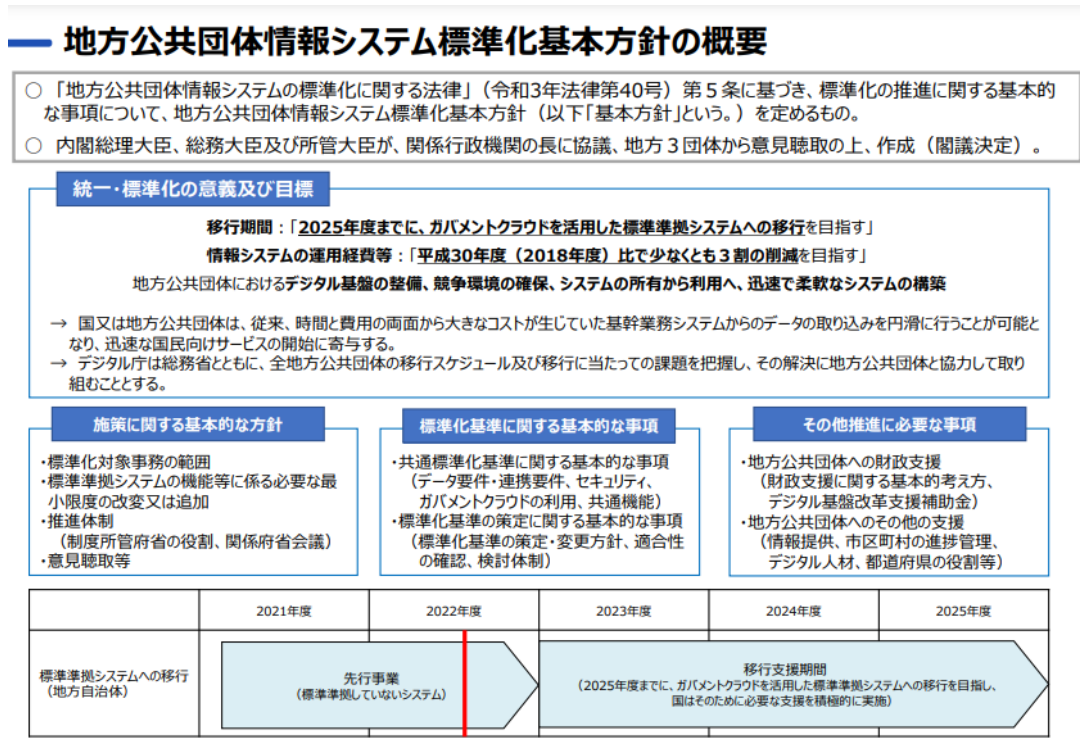 地方公共団体情報システム標準化基本方針の概要
○ 「地方公共団体情報システムの標準化に関する法律」（令和3年法律第40号）第５条に基づき、標準化の推進に関する基本的
な事項について、地方公共団体情報システム標準化基本方針（以下「基本方針」という。）を定めるもの。
○ 内閣総理大臣、総務大臣及び所管大臣が、関係行政機関の長に協議、地方３団体から意見聴取の上、作成（閣議決定）。
統一・標準化の意義及び目標
移行期間：「2025年度までに、ガバメントクラウドを活用した標準準拠システムへの移行を目指す」
情報システムの運用経費等：「平成30年度（2018年度）比で少なくとも３割の削減を目指す」
地方公共団体におけるデジタル基盤の整備、競争環境の確保、システムの所有から利用へ、迅速で柔軟なシステムの構築
→ 国又は地方公共団体は、従来、時間と費用の両面から大きなコストが生じていた基幹業務システムからのデータの取り込みを円滑に行うことが可能と
なり、迅速な国民向けサービスの開始に寄与する。
→ デジタル庁は総務省とともに、全地方公共団体の移行スケジュール及び移行に当たっての課題を把握し、その解決に地方公共団体と協力して取り
組むこととする。
施策に関する基本的な方針
・標準化対象事務の範囲
・標準準拠システムの機能等に係る必要な最
小限度の改変又は追加
・推進体制
（制度所管府省の役割、関係府省会議）
・意見聴取等
標準化基準に関する基本的な事項
・共通標準化基準に関する基本的な事項
（データ要件・連携要件、セキュリティ、
ガバメントクラウドの利用、共通機能）
・標準化基準の策定に関する基本的な事項
（標準化基準の策定・変更方針、適合性
の確認、検討体制）
その他推進に必要な事項
・地方公共団体への財政支援
（財政支援に関する基本的考え方、
デジタル基盤改革支援補助金）
・地方公共団体へのその他の支援
（情報提供、市区町村の進捗管理、
デジタル人材、都道府県の役割等）
2021年度 2022年度 2023年度 2024年度 2025年度
標準準拠システムへの移行
（地方自治体）
先行事業
（標準準拠していないシステム）
移行支援期間
（2025年度までに、ガバメントクラウドを活用した標準準拠システムへの移行を目指し、
国はそのために必要な支援を積極的に実施）